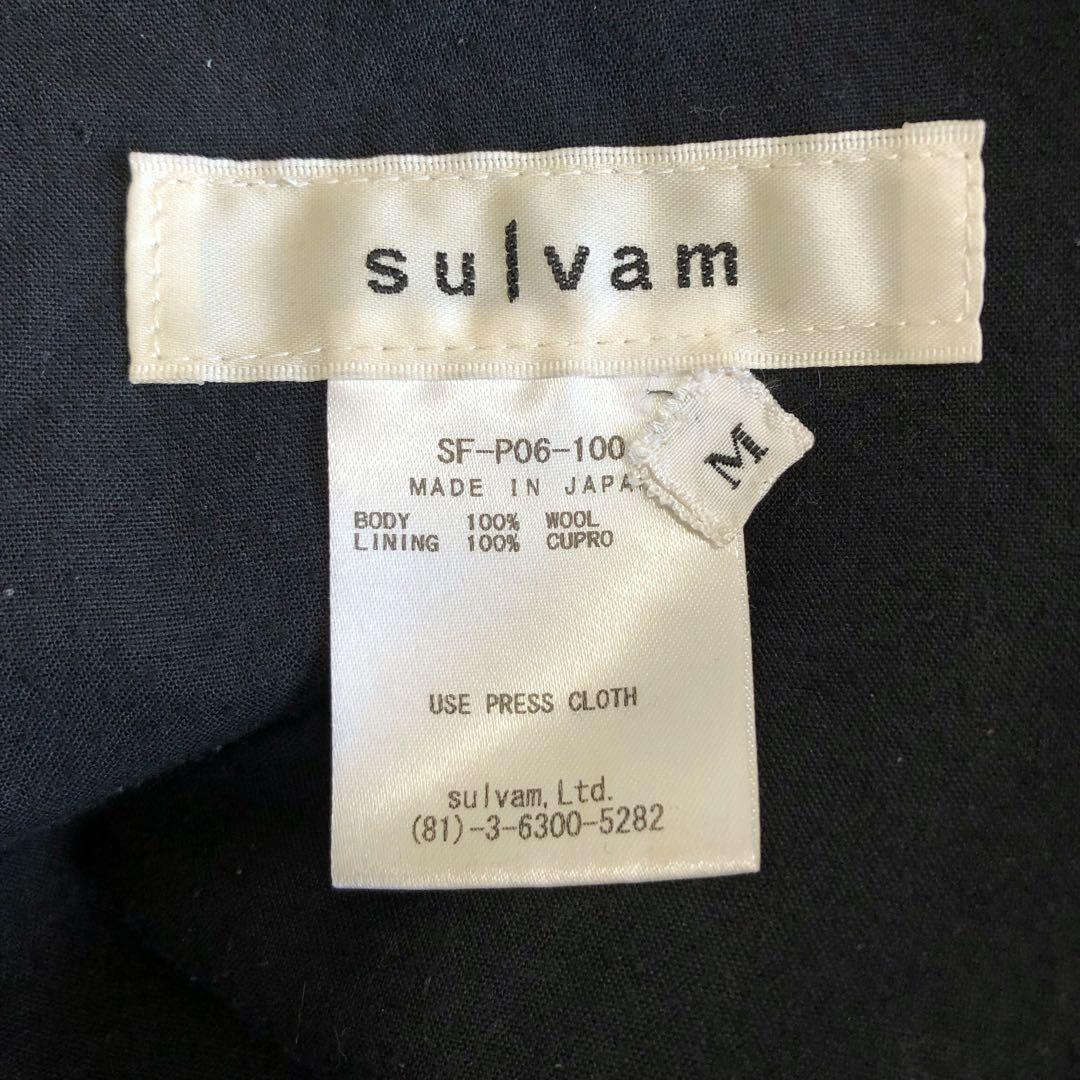 sulvam
M
SF-P06-100
MADE IN JAPA
BODY 100% WOOL
LINING 100% CUPRO
USE PRESS CLOTH
sulvam, Ltd.
(81)-3-6300-5282